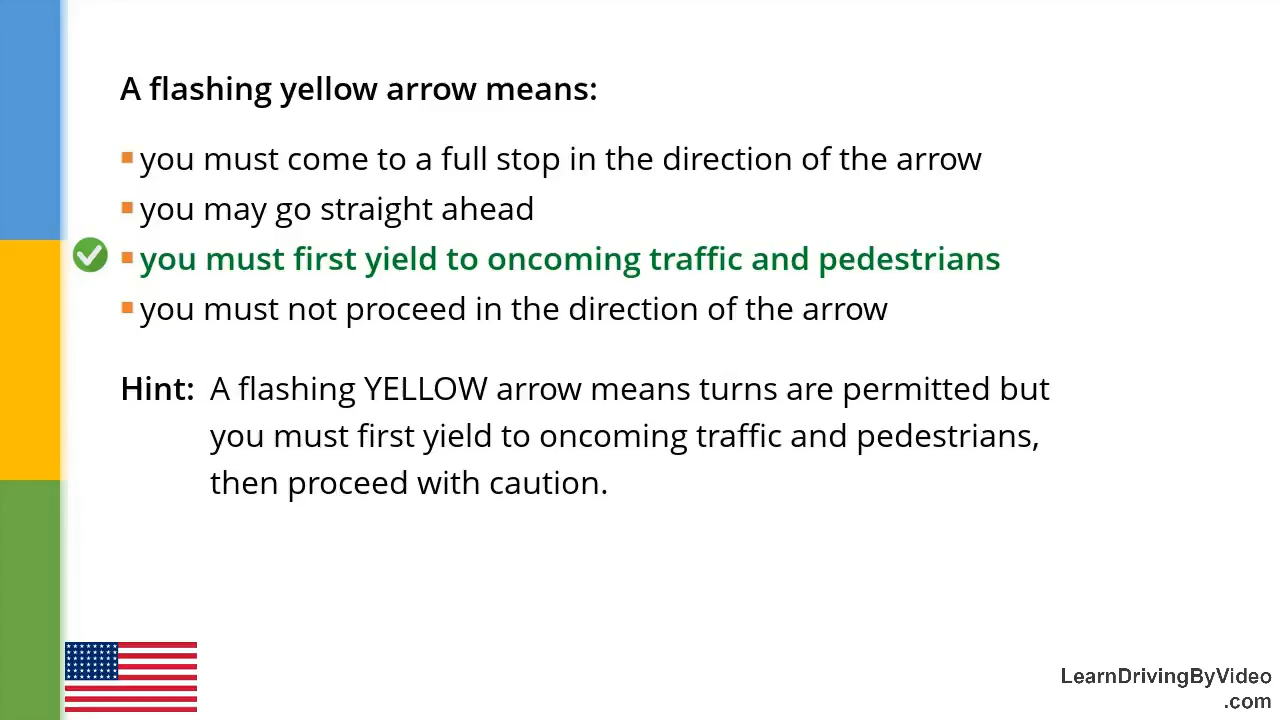 A flashing yellow arrow means:
you must come to a full stop in the direction of the arrow
you may go straight ahead
you must first yield to oncoming traffic and pedestrians
you must not proceed in the direction of the arrow
Hint: A flashing YELLOW arrow means turns are permitted but
you must first yield to oncoming traffic and pedestrians,
then proceed with caution.
LearnDrivingByVideo
.com